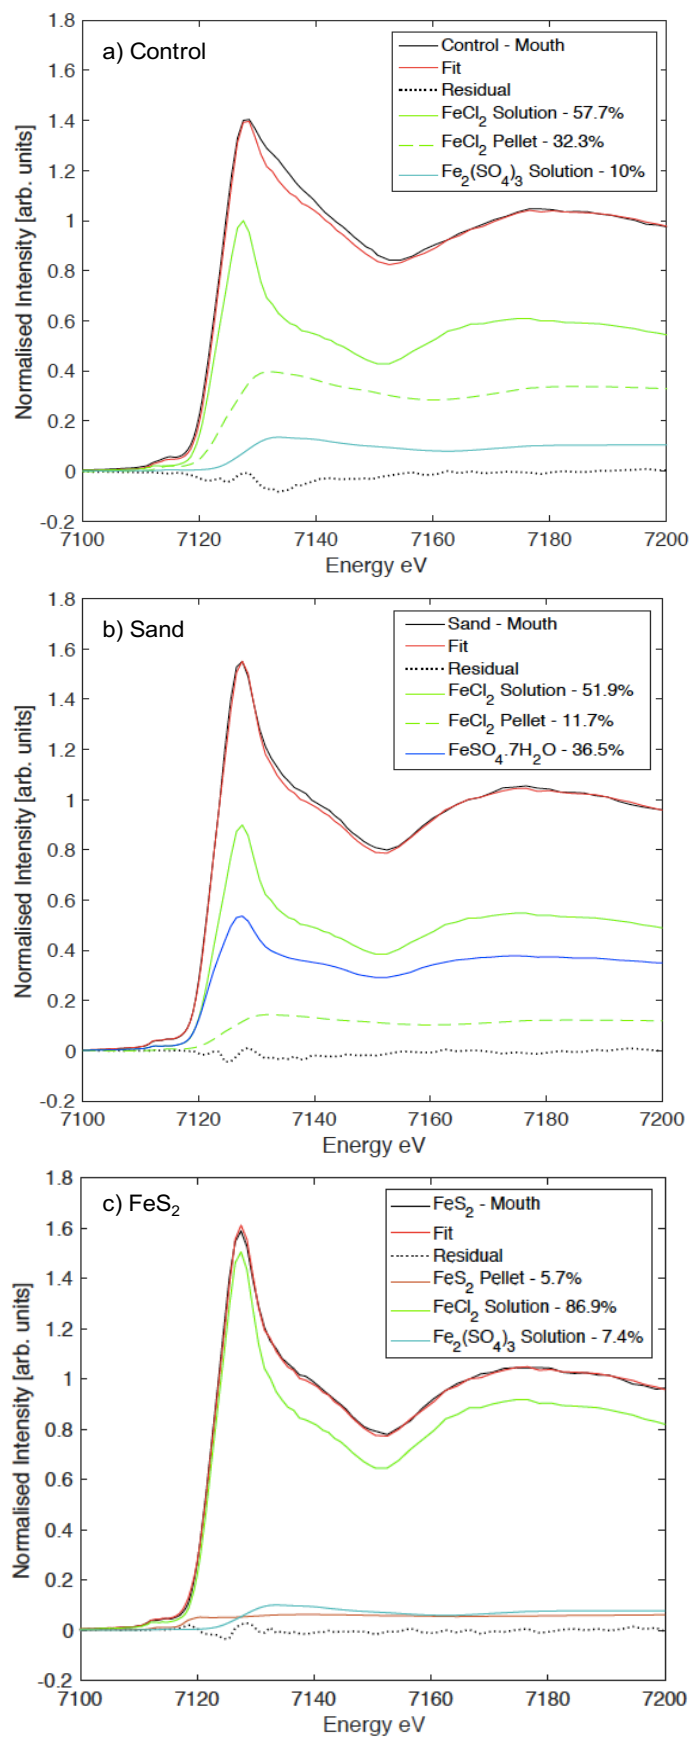 a) Control
Control - Mouth
Fit
Residual
FeCl2 Solution - 57.7%
FeCl2 Pellet - 32.3%
Fe2(SO4)3 Solution - 10%
Normalised Intensity [arb. units]
1.8
1.6
1.4
1.2
1
0.8
0.6
0.4
0.2
0
-0.2
7100 7120 7140 7160 7180 7200
Energy eV
b) Sand
Sand - Mouth
Fit
Residual
FeCl2 Solution - 51.9%
FeCl2 Pellet - 11.7%
FeSO4.7H2O - 36.5%
Normalised Intensity [arb. units]
1.8
1.6
1.4
1.2
1
0.8
0.6
0.4
0.2
0
-0.2
7100 7120 7140 7160 7180 7200
Energy eV
c) FeS2
FeS2 - Mouth
Fit
Residual
FeS2 Pellet - 5.7%
FeCl2 Solution - 86.9%
Fe2(SO4)3 Solution - 7.4%
Normalised Intensity [arb. units]
1.8
1.6
1.4
1.2
1
0.8
0.6
0.4
0.2
0
-0.2
7100 7120 7140 7160 7180 7200
Energy eV